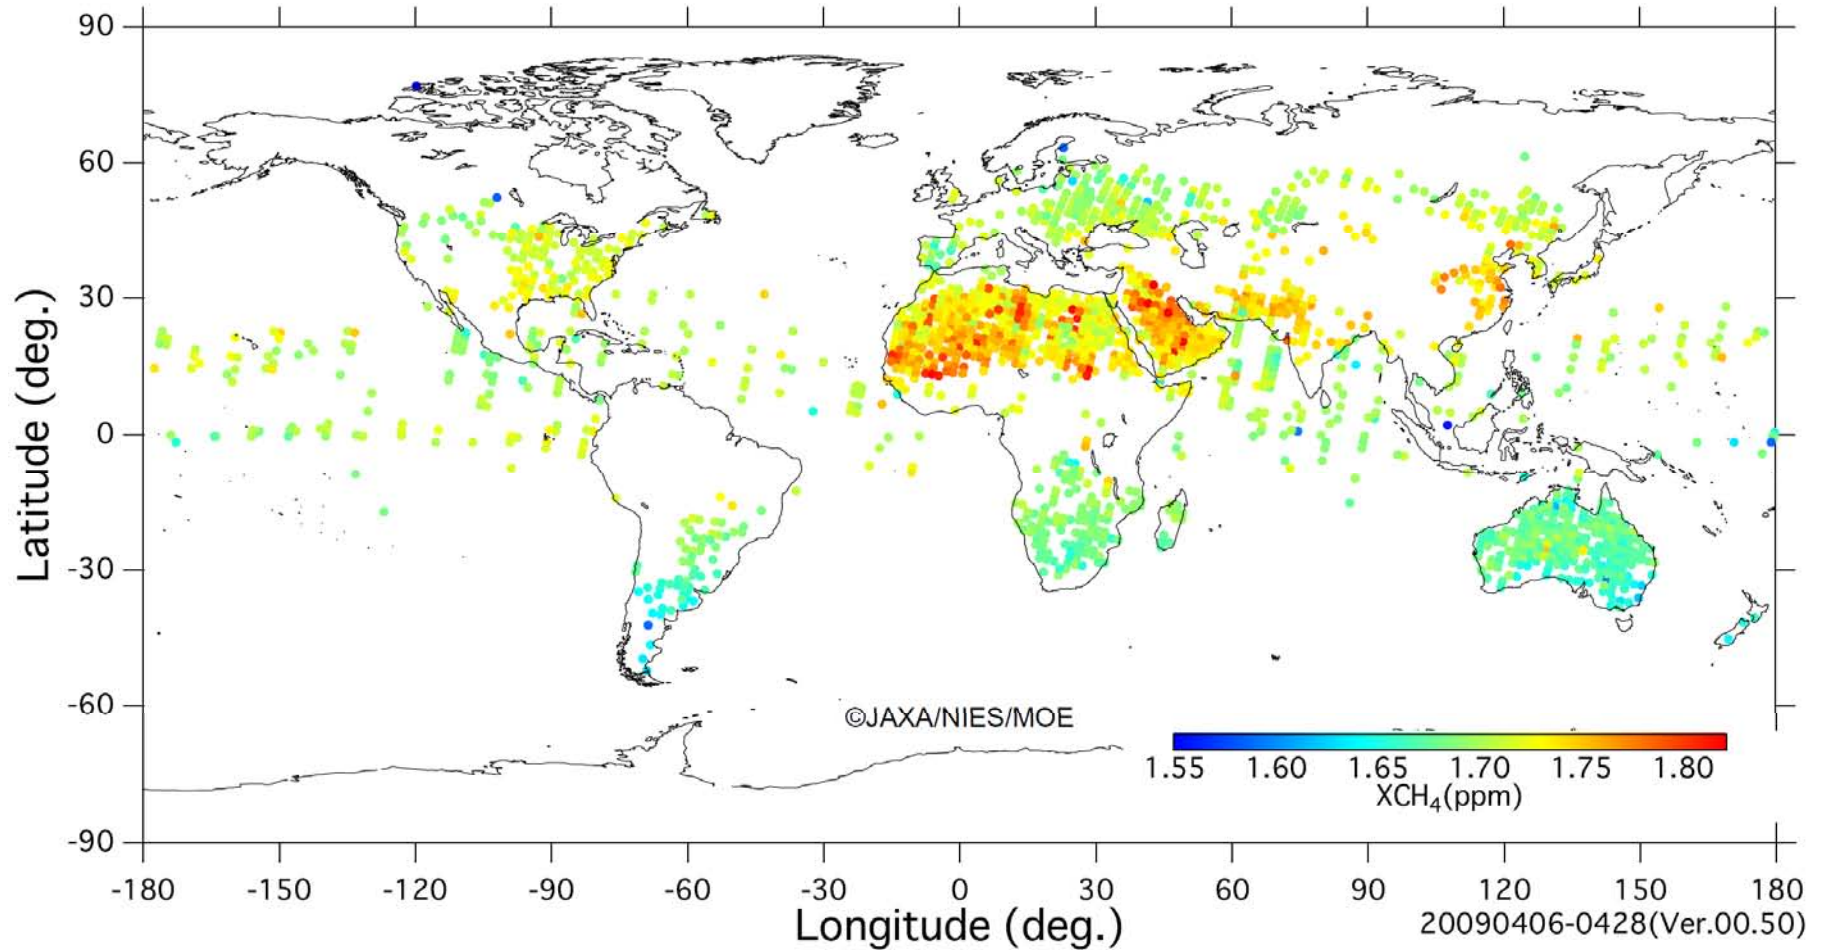 90
60
30
0
-30
-60
-90
Latitude (deg.)
©JAXA/NIES/MOE
1.55 1.60 1.65 1.70 1.75 1.80
XCH₄(ppm)
-180 -150 -120 -90 -60 -30 0 30 60 90 120 150 180
Longitude (deg.)
20090406-0428(Ver.00.50)